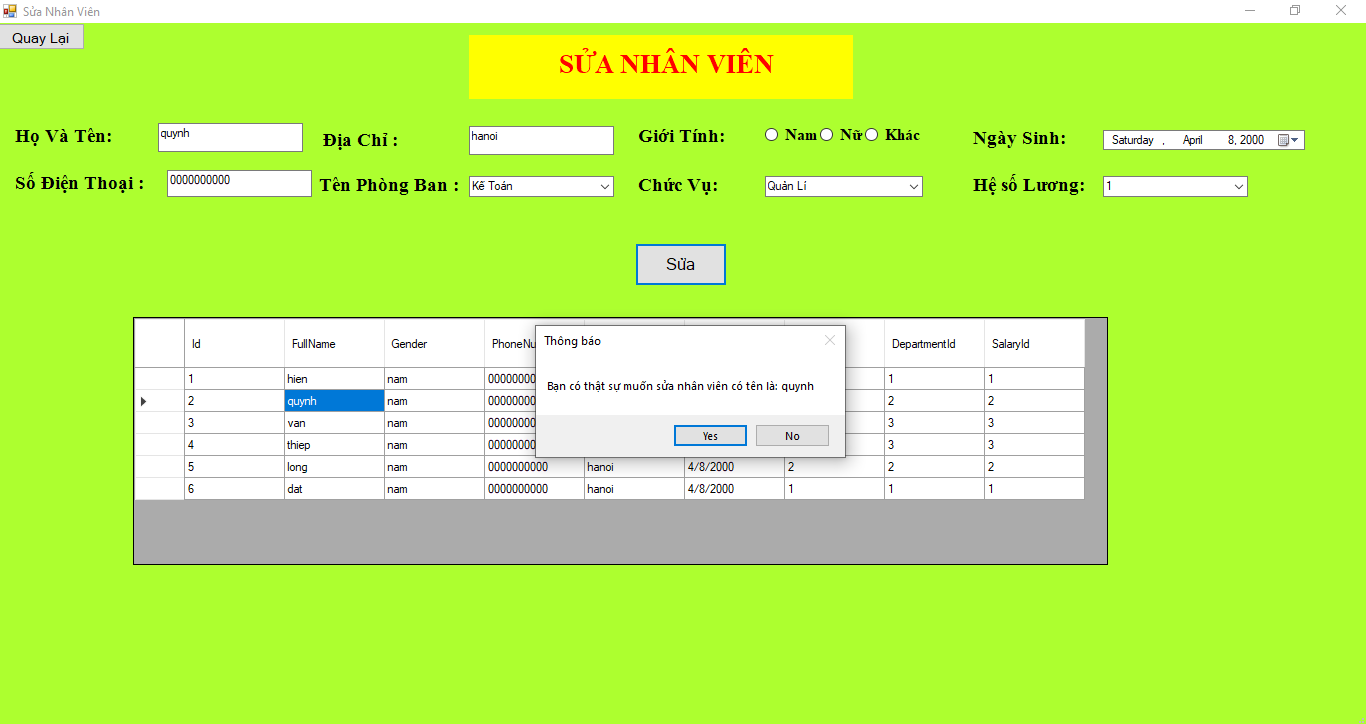 Sửa Nhân Viên
Quay Lại
SỬA NHÂN VIÊN
Họ Và Tên: quynh Địa Chỉ : hanoi Giới Tính: Nam Nữ Khác Ngày Sinh: Saturday , April 8, 2000
Số Điện Thoại : 0000000000 Tên Phòng Ban : Kế Toán Chức Vụ: Quản Lí Hệ số Lương: 1
Sửa
Id FullName Gender PhoneNu DepartmentId SalaryId
1 hien nam 00000000 1 1
2 quynh nam 00000000 2 2
3 van nam 00000000 3 3
4 thiep nam 00000000 3 3
5 long nam 0000000000 hanoi 4/8/2000 2 2 2
6 dat nam 0000000000 hanoi 4/8/2000 1 1 1
Thông báo
Bạn có thật sự muốn sửa nhân viên có tên là: quynh
Yes No